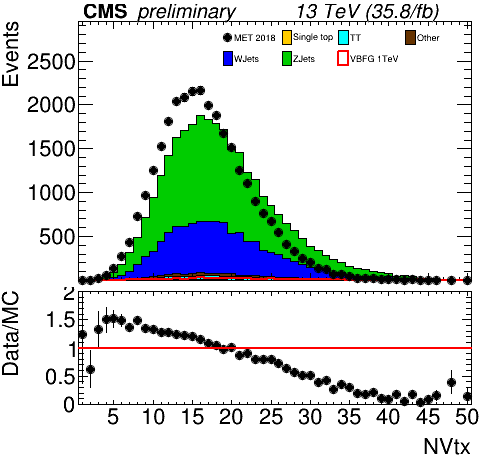 CMS preliminary 13 TeV (35.8/fb)
Events
MET 2018 Single top TT Other
WJets ZJets VBFG 1TeV
2500
2000
1500
1000
500
Data/MC
2
1.5
1
0.5
0
5 10 15 20 25 30 35 40 45 50
NVtx